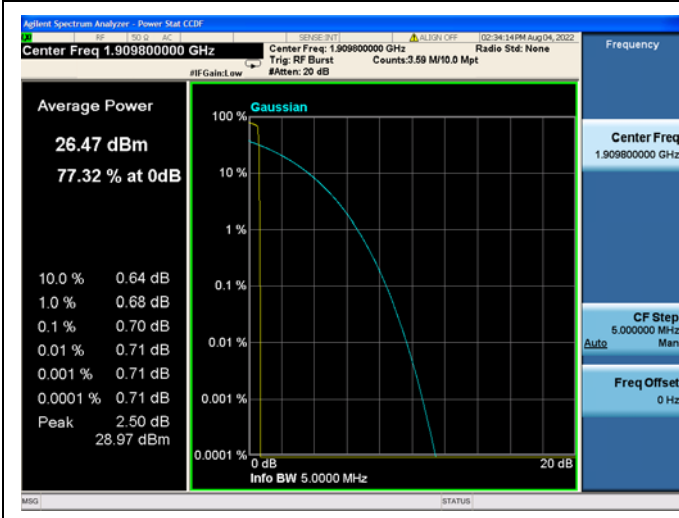 Agilent Spectrum Analyzer - Power Stat CCDF
RF 50 Ω AC SENSE:INT ALIGN OFF 02:34:14 PM Aug 04, 2022
Center Freq 1.909800000 GHz
Center Freq: 1.909800000 GHz Radio Std: None
Trig: RF Burst Counts:3.59 M/10.0 Mpt
#IFGain:Low #Atten: 20 dB
Frequency
Average Power
26.47 dBm
77.32 % at 0dB
10.0 % 0.64 dB
1.0 % 0.68 dB
0.1 % 0.70 dB
0.01 % 0.71 dB
0.001 % 0.71 dB
0.0001 % 0.71 dB
Peak 2.50 dB
28.97 dBm
Gaussian
100 %
10 %
1 %
0.1 %
0.01 %
0.001 %
0.0001 %
0 dB 20 dB
Info BW 5.0000 MHz
Center Freq
1.909800000 GHz
CF Step
5.000000 MHz
Auto Man
Freq Offset
0 Hz
MSG STATUS